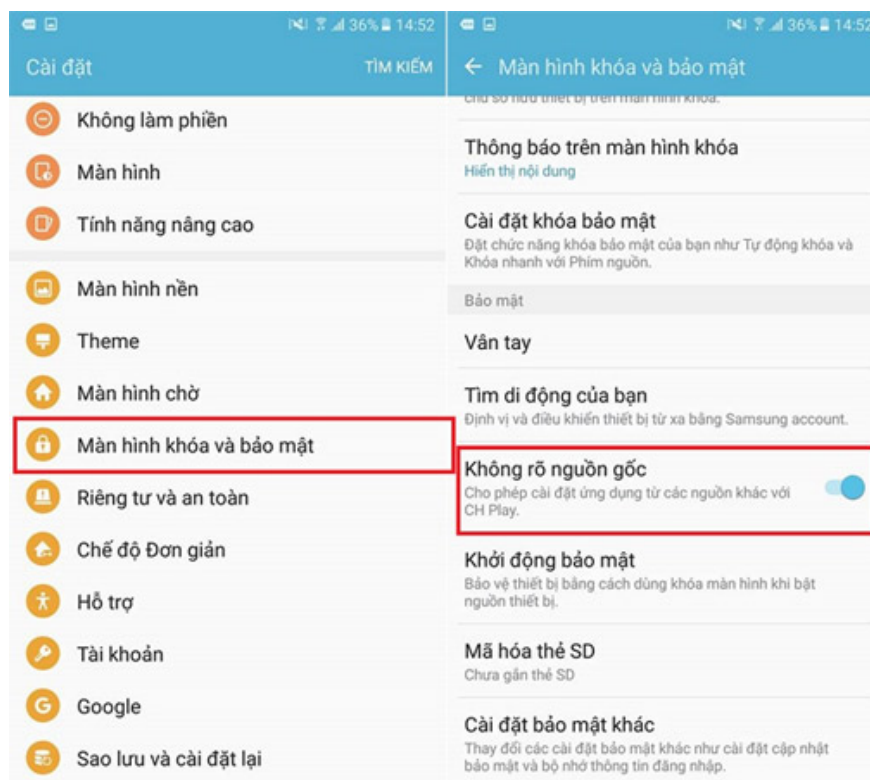 36% 14:52
Cài đặt
TÌM KIẾM
Không làm phiền
Màn hình
Tính năng nâng cao
Màn hình nền
Theme
Màn hình chờ
Màn hình khóa và bảo mật
Riêng tư và an toàn
Chế độ Đơn giản
Hỗ trợ
Tài khoản
Google
Sao lưu và cài đặt lại
36% 14:52
Màn hình khóa và bảo mật
chủ sở hữu thiết bị trên màn hình khóa.
Thông báo trên màn hình khóa
Hiển thị nội dung
Cài đặt khóa bảo mật
Đặt chức năng khóa bảo mật của bạn như Tự động khóa và
Khóa nhanh với Phím nguồn.
Bảo mật
Vân tay
Tìm di động của bạn
Định vị và điều khiển thiết bị từ xa bằng Samsung account.
Không rõ nguồn gốc
Cho phép cài đặt ứng dụng từ các nguồn khác với
CH Play.
Khởi động bảo mật
Bảo vệ thiết bị bằng cách dùng khóa màn hình khi bật
nguồn thiết bị.
Mã hóa thẻ SD
Chưa gắn thẻ SD
Cài đặt bảo mật khác
Thay đổi các cài đặt bảo mật khác như cài đặt cập nhật
bảo mật và bộ nhớ thông tin đăng nhập.